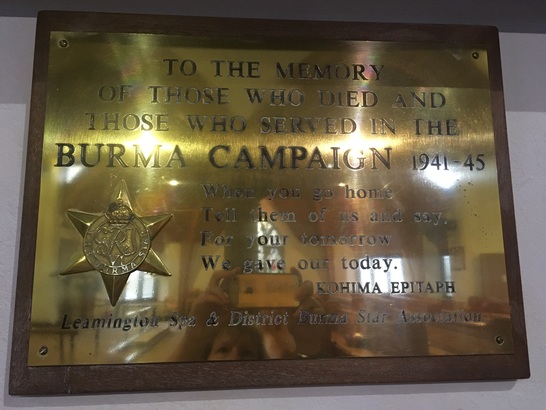 TO THE MEMORY
OF THOSE WHO DIED AND
THOSE WHO SERVED IN THE
BURMA CAMPAIGN 1941-45
When you go home
Tell them of us and say,
For your tomorrow
We gave our today.
KOHIMA EPITAPH
Leamington Spa & District Burma Star Association